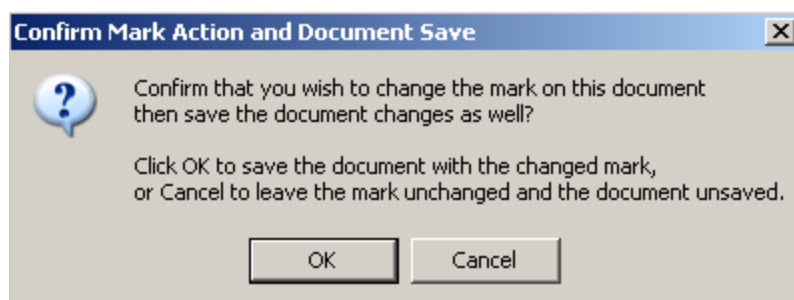 Confirm Mark Action and Document Save
Confirm that you wish to change the mark on this document
then save the document changes as well?
Click OK to save the document with the changed mark,
or Cancel to leave the mark unchanged and the document unsaved.
OK
Cancel